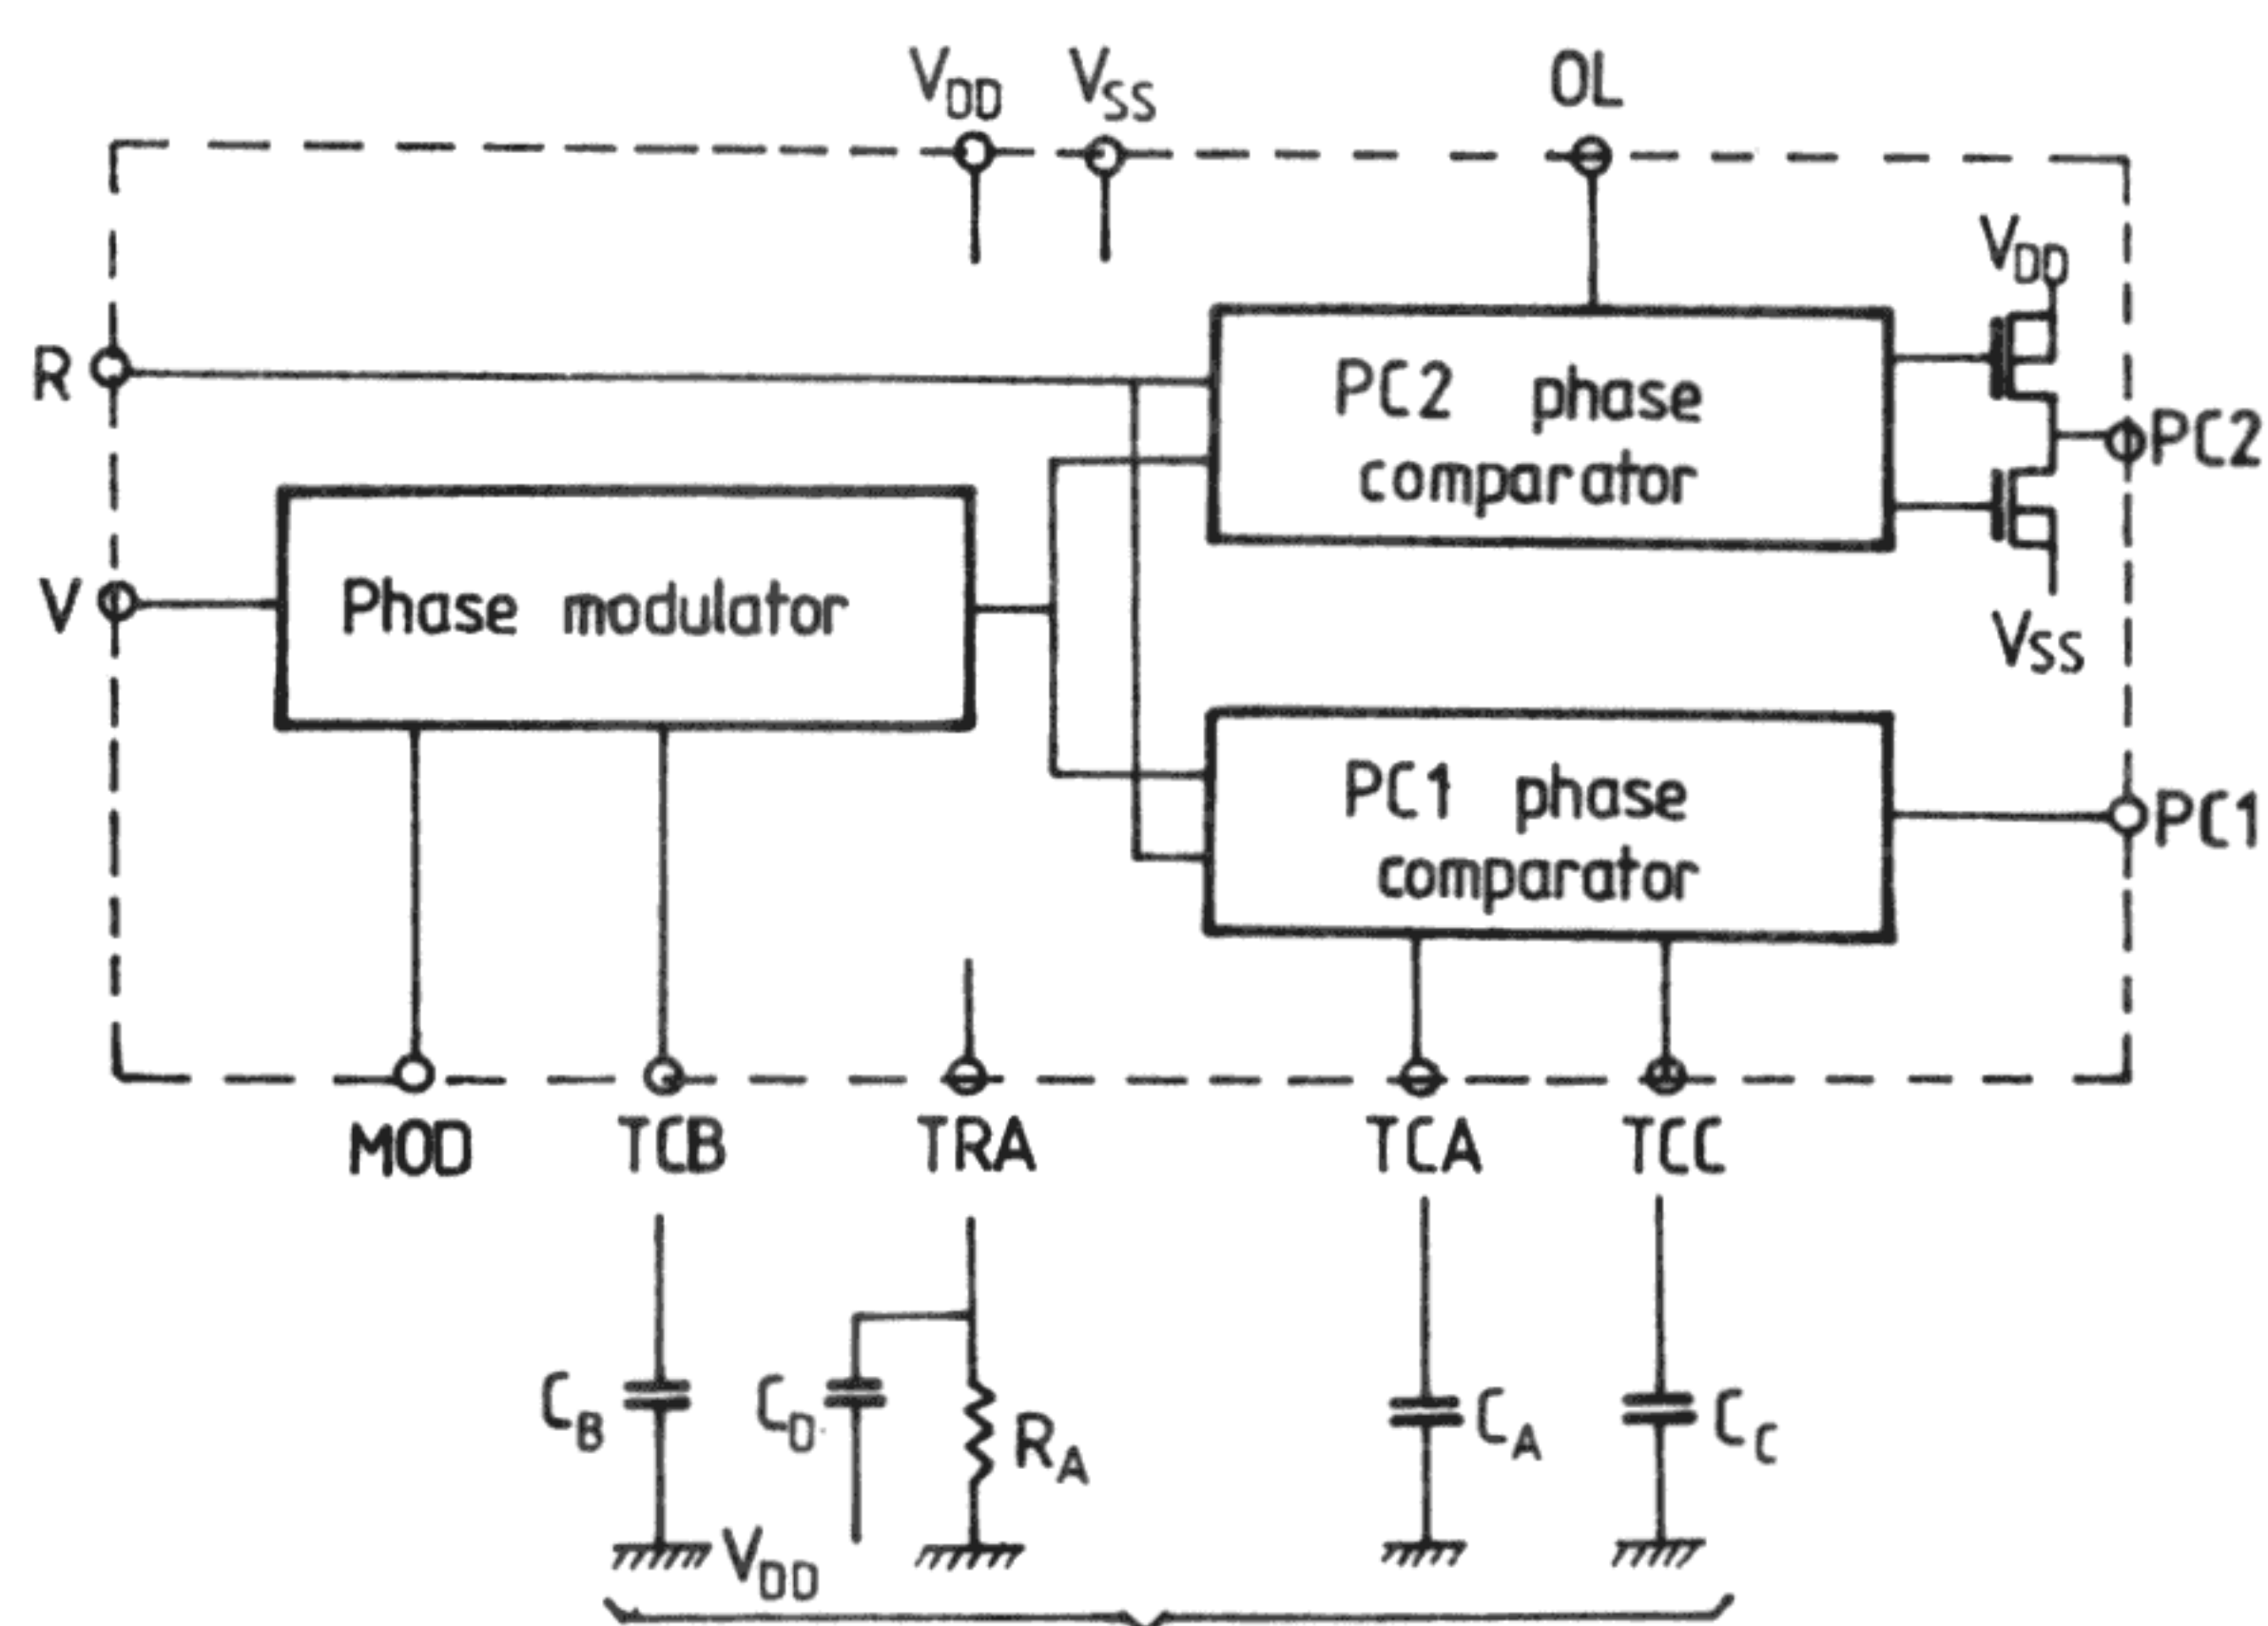 VDD VSS OL
VDD
R
PC2 phase
comparator
PC2
V
Phase modulator
VSS
PC1 phase
comparator
PC1
MOD TCB TRA TCA TCC
CB CD RA CA CC
VDD